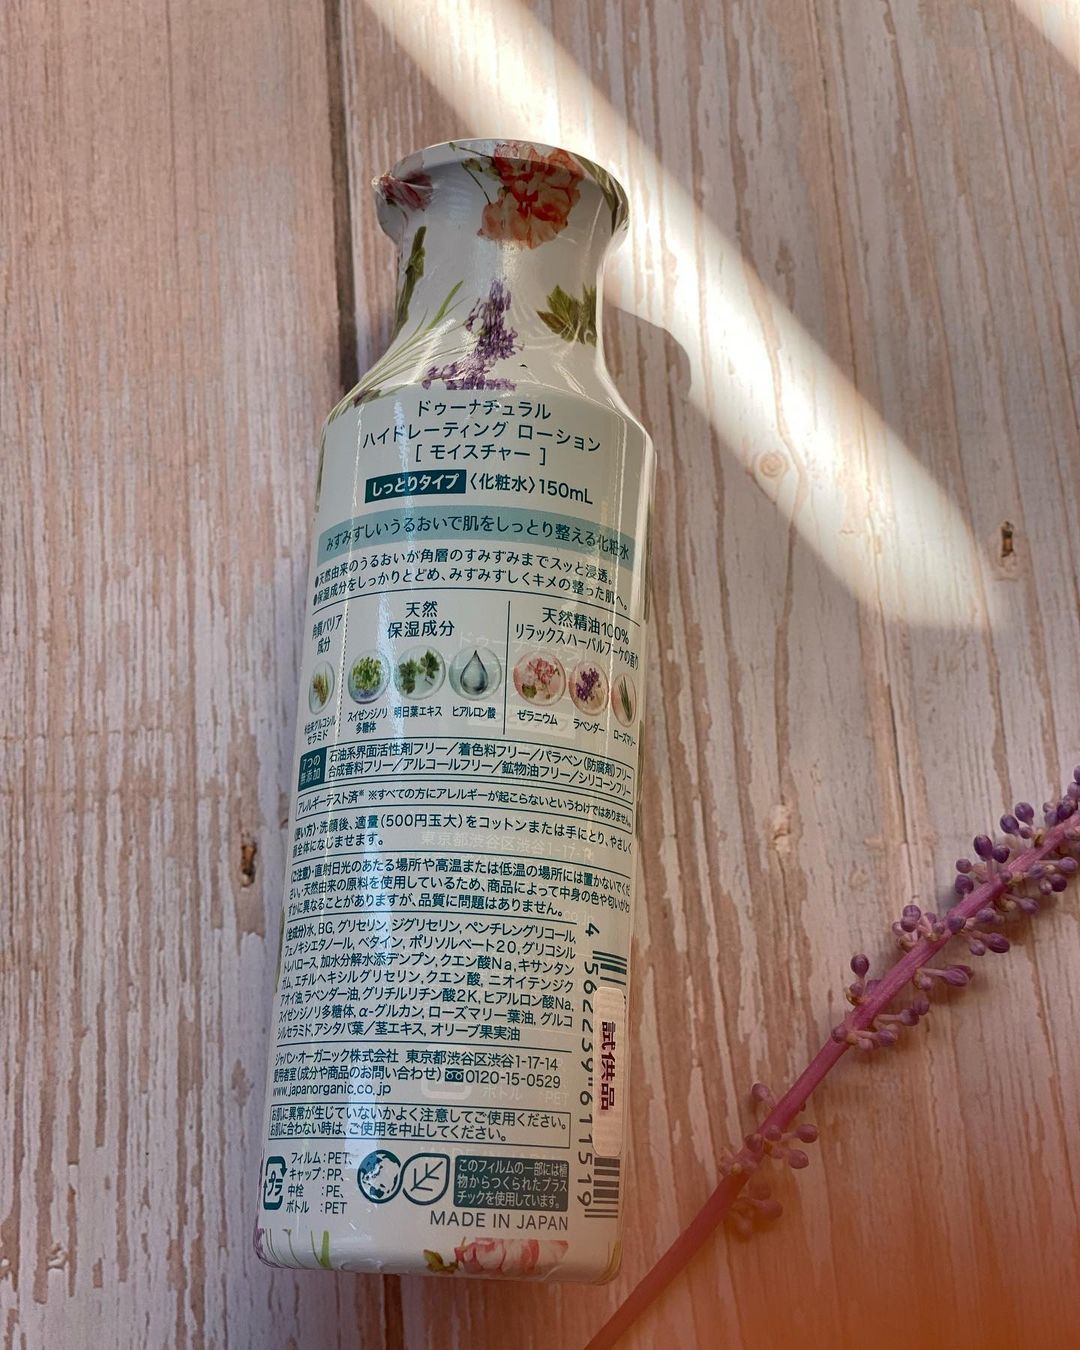 ドゥーナチュラル
ハイドレーティング ローション
[ モイスチャー ]
しっとりタイプ 〈化粧水〉150mL
みずみずしいうるおいで肌をしっとり整える化粧水
●天然由来のうるおいが角層のすみずみまでスッと浸透。
●保湿成分をしっかりとどめ、みずみずしくキメの整った肌へ。
角質バリア
成分
天然
保湿成分
天然精油100%
リラックスハーバルブーケの香り
グルコシル
セラミド
スイゼンジノリ
多糖体
明日葉エキス
ヒアルロン酸
ゼラニウム
ラベンダー
ローズマリー
7つの
無添加
石油系界面活性剤フリー／着色料フリー／パラベン(防腐剤)フリー
合成香料フリー／アルコールフリー／鉱物油フリー／シリコーンフリー
アレルギーテスト済* ※すべての方にアレルギーが起こらないというわけではありません。
〈使い方〉・洗顔後、適量(500円玉大)をコットンまたは手にとり、やさしく
顔全体になじませます。
〈ご注意〉・直射日光のあたる場所や高温または低温の場所には置かないでくだ
さい。・天然由来の原料を使用しているため、商品によって中身の色や匂いがわ
ずかに異なることがありますが、品質に問題はありません。
〈全成分〉水, BG, グリセリン, ジグリセリン, ペンチレングリコール,
フェノキシエタノール, ベタイン, ポリソルベート20, グリコシル
トレハロース, 加水分解水添デンプン, クエン酸Na, キサンタン
ガム, エチルヘキシルグリセリン, クエン酸, ニオイテンジク
アオイ油, ラベンダー油, グリチルリチン酸2K, ヒアルロン酸Na,
スイゼンジノリ多糖体, α-グルカン, ローズマリー葉油, グルコ
シルセラミド, アシタバ葉／茎エキス, オリーブ果実油
ジャパン・オーガニック株式会社 東京都渋谷区渋谷1-17-14
愛用者室(成分や商品のお問い合わせ) 0120-15-0529
www.japanorganic.co.jp
お肌に異常が生じていないかよく注意してご使用ください。
お肌に合わない時は、ご使用を中止してください。
プラ
フィルム：PET、
キャップ：PP、
中栓 ：PE、
ボトル ：PET
このフィルムの一部には植
物からつくられたプラス
チックを使用しています。
MADE IN JAPAN
4 562239 611519
試供品